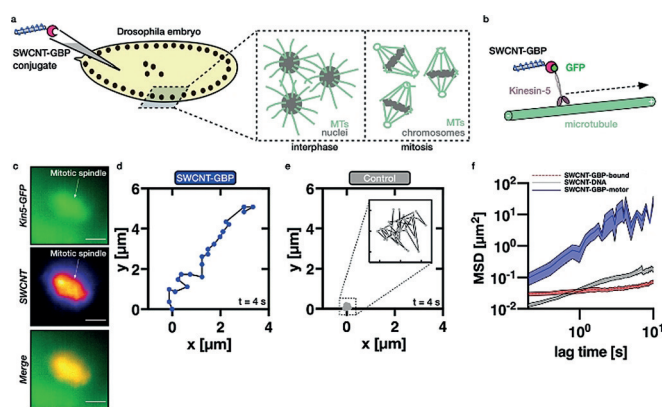 a
Drosophila embryo
SWCNT-GBP
conjugate
MTs
nuclei
interphase
MTs
chromosomes
mitosis
b
SWCNT-GBP
GFP
Kinesin-5
microtubule
c
Kin5-GFP
Mitotic spindle
SWCNT
Mitotic spindle
Merge
d
SWCNT-GBP
y [µm]
6
4
2
0
0 2 4
x [µm]
t = 4 s
e
Control
y [µm]
6
4
2
0
0 2 4
x [µm]
t = 4 s
f
SWCNT-GBP-bound
SWCNT-DNA
SWCNT-GBP-motor
MSD [µm²]
10²
10¹
10⁰
10⁻¹
10⁻²
10⁰ 10¹
lag time [s]